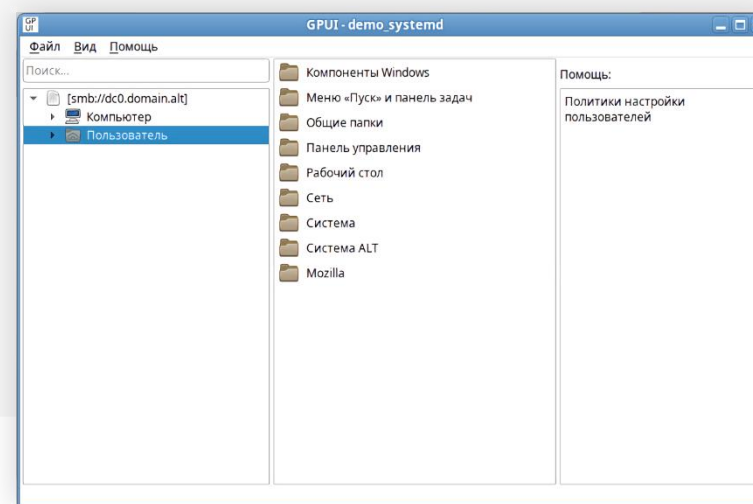 GP
UI
GPUI - demo_systemd
Файл Вид Помощь
Поиск...
[smb://dc0.domain.alt]
Компьютер
Пользователь
Компоненты Windows
Меню «Пуск» и панель задач
Общие папки
Панель управления
Рабочий стол
Сеть
Система
Система ALT
Mozilla
Помощь:
Политики настройки
пользователей